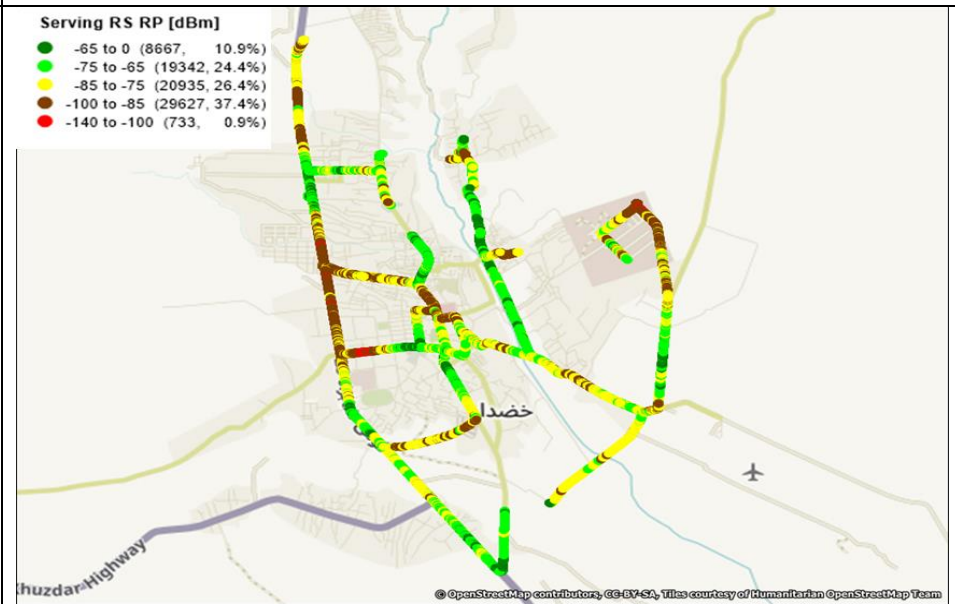 Serving RS RP [dBm]
-65 to 0 (8667, 10.9%)
-75 to -65 (19342, 24.4%)
-85 to -75 (20935, 26.4%)
-100 to -85 (29627, 37.4%)
-140 to -100 (733, 0.9%)
خضدا
huzdar-Highway
© OpenStreetMap contributors, CC-BY-SA, Tiles courtesy of Humanitarian OpenStreetMap Team